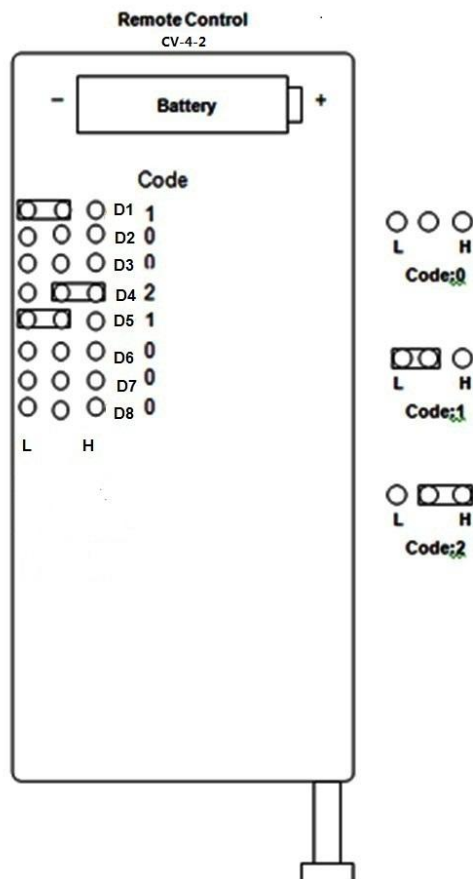 Remote Control
CV-4-2
− Battery +
Code
D1 1
D2 0
D3 0
D4 2
D5 1
D6 0
D7 0
D8 0
L H
L H
Code:0
L H
Code:1
L H
Code:2